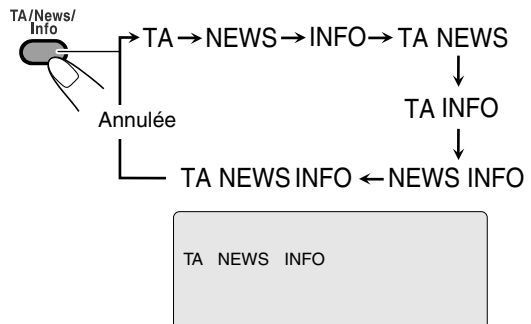 TA/News/
Info
TA → NEWS → INFO → TA NEWS
TA INFO
Annulée
TA NEWS INFO ← NEWS INFO
TA NEWS INFO